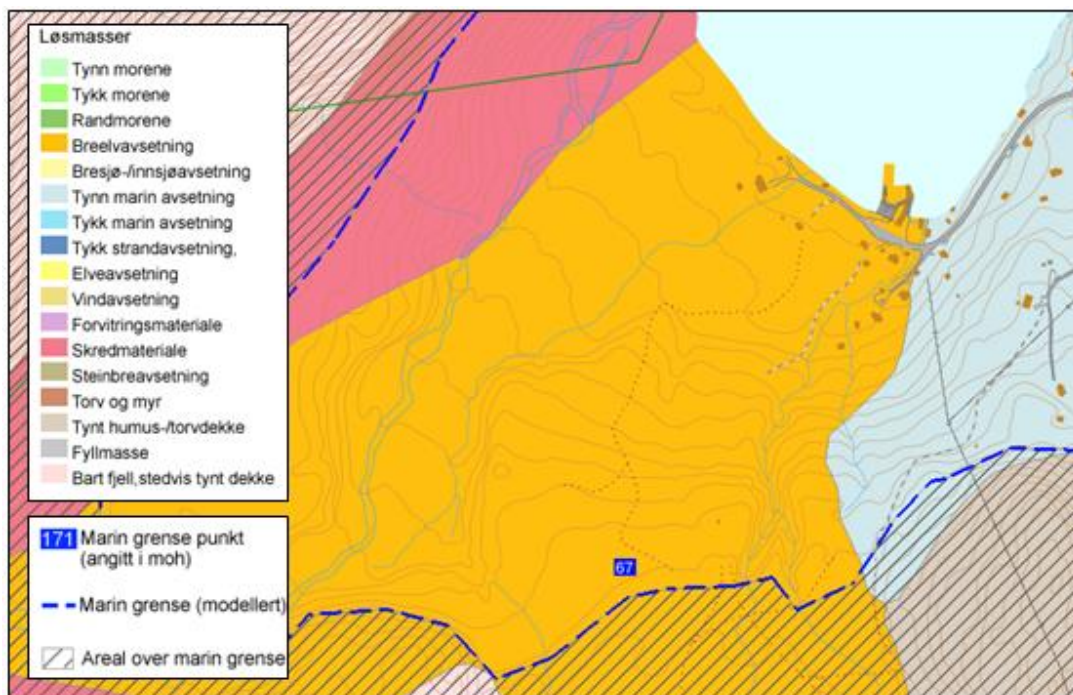 Løsmasser
Tynn morene
Tykk morene
Randmorene
Breelvavsetning
Bresjø-/innsjøavsetning
Tynn marin avsetning
Tykk marin avsetning
Tykk strandavsetning,
Elveavsetning
Vindavsetning
Forvitringsmateriale
Skredmateriale
Steinbreavsetning
Torv og myr
Tynt humus-/torvdekke
Fyllmasse
Bart fjell,stedvis tynt dekke
171 Marin grense punkt
(angitt i moh)
Marin grense (modellert)
Areal over marin grense
67